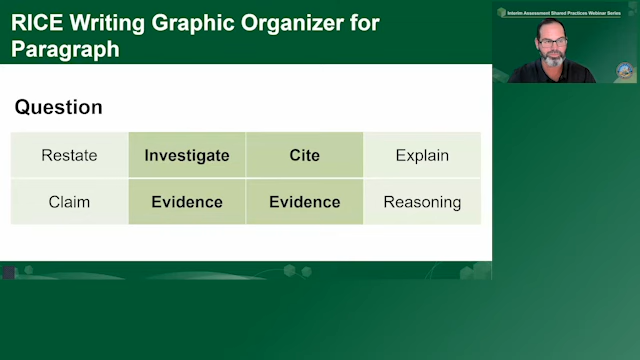 RICE Writing Graphic Organizer for
Paragraph
Interim Assessment Shared Practices Webinar Series
Question
Restate Investigate Cite Explain
Claim Evidence Evidence Reasoning